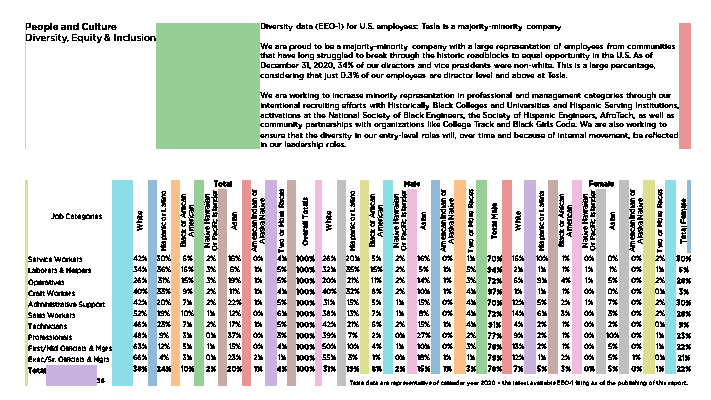 People and Culture
Diversity, Equity & Inclusion
Diversity data (EEO-1) for U.S. employees: Tesla is a majority-minority company
We are proud to be a majority-minority company with a large representation of employees from communities
that have long struggled to break through the historic roadblocks to equal opportunity in the U.S. As of
December 31, 2020, 34% of our directors and vice presidents were non-white. This is a large percentage,
considering that just 0.3% of our employees are director level and above at Tesla.
We are working to increase minority representation in professional and management categories through our
intentional recruiting efforts with Historically Black Colleges and Universities and Hispanic Serving Institutions,
activations at the National Society of Black Engineers, the Society of Hispanic Engineers, AfroTech, as well as
community partnerships with organizations like College Track and Black Girls Code. We are also working to
ensure that the diversity in our entry-level roles will, over time and because of internal movement, be reflected
in our leadership roles.
Total Male Female
Job Categories White Hispanic or Latino Black or African American Native Hawaiian or Pacific Islander Asian American Indian or Alaska Native Two or More Races Overall Totals White Hispanic or Latino Black or African American Native Hawaiian or Pacific Islander Asian American Indian or Alaska Native Two or More Races Total Male White Hispanic or Latino Black or African American Native Hawaiian or Pacific Islander Asian American Indian or Alaska Native Two or More Races Total Female
Service Workers 42% 30% 6% 2% 16% 0% 4% 100% 26% 20% 5% 2% 16% 0% 1% 70% 16% 10% 1% 0% 0% 0% 2% 30%
Laborers & Helpers 34% 36% 16% 3% 6% 1% 5% 100% 32% 35% 15% 2% 5% 1% 5% 94% 2% 1% 1% 1% 1% 0% 0% 6%
Operatives 26% 31% 15% 3% 19% 1% 5% 100% 20% 21% 11% 2% 14% 1% 3% 72% 6% 9% 4% 1% 5% 0% 2% 28%
Craft Workers 40% 33% 9% 2% 11% 1% 4% 100% 40% 32% 8% 2% 10% 1% 4% 97% 1% 1% 0% 0% 1% 0% 0% 3%
Administrative Support 42% 20% 7% 2% 22% 1% 5% 100% 31% 15% 5% 1% 15% 1% 4% 70% 12% 5% 2% 1% 7% 0% 2% 30%
Sales Workers 52% 19% 10% 1% 12% 0% 6% 100% 38% 13% 7% 1% 8% 0% 4% 72% 14% 6% 3% 0% 3% 0% 2% 28%
Technicians 46% 23% 7% 2% 17% 1% 5% 100% 42% 21% 6% 2% 15% 1% 4% 91% 4% 2% 1% 0% 2% 0% 0% 9%
Professionals 48% 9% 3% 0% 37% 0% 3% 100% 39% 7% 2% 0% 27% 0% 2% 77% 9% 2% 1% 0% 10% 0% 1% 23%
First/Mid Officials & Mgrs 63% 12% 5% 1% 15% 0% 4% 100% 50% 10% 4% 1% 10% 0% 3% 78% 13% 2% 1% 0% 5% 0% 1% 22%
Exec/Sr. Officials & Mgrs 66% 4% 3% 0% 23% 2% 1% 100% 55% 3% 1% 0% 18% 1% 1% 79% 12% 1% 2% 0% 5% 1% 0% 21%
Total 38% 24% 10% 2% 20% 1% 4% 100% 31% 19% 8% 2% 15% 1% 3% 78% 7% 5% 3% 0% 5% 0% 1% 22%
Tesla data are representative of calendar year 2020 – the latest available EEO-1 filing as of the publishing of this report.